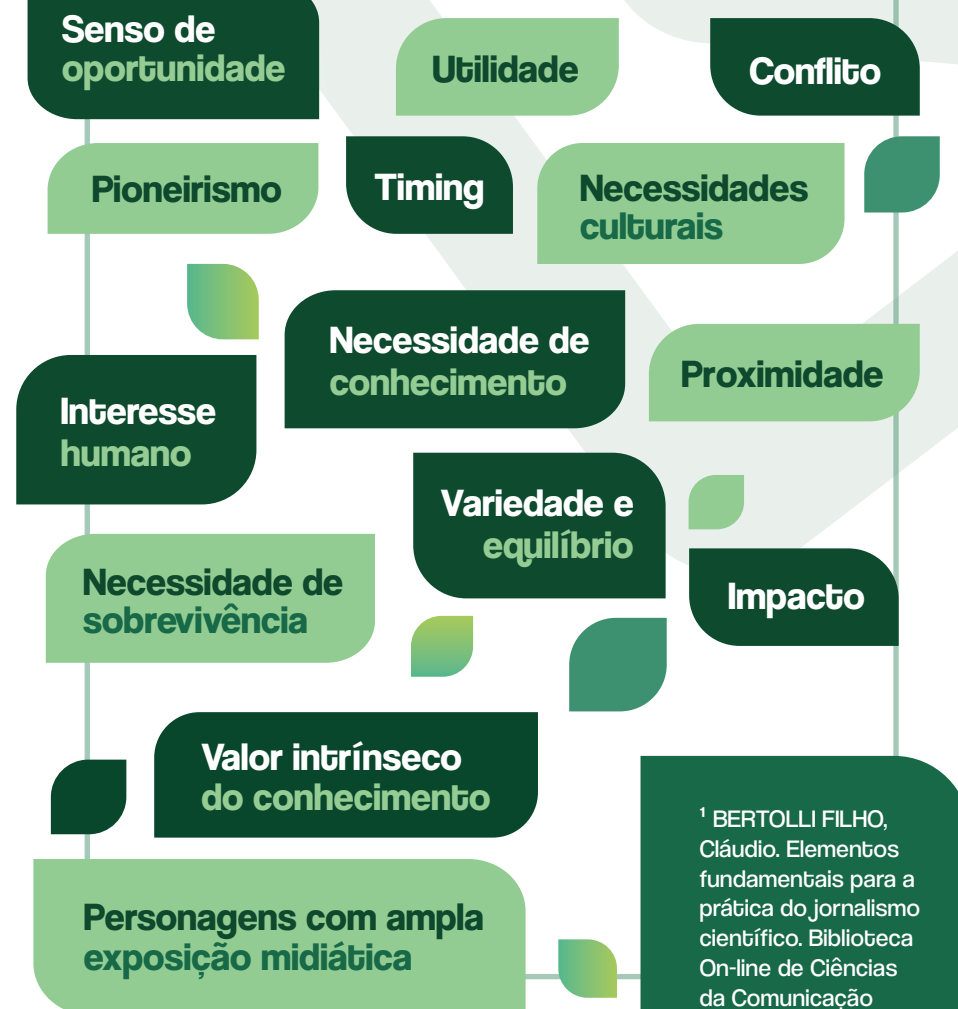 Senso de
oportunidade
Utilidade
Conflito
Pioneirismo
Timing
Necessidades
culturais
Necessidade de
conhecimento
Proximidade
Interesse
humano
Variedade e
equilíbrio
Necessidade de
sobrevivência
Impacto
Valor intrínseco
do conhecimento
Personagens com ampla
exposição midiática
¹ BERTOLLI FILHO,
Cláudio. Elementos
fundamentais para a
prática do jornalismo
científico. Biblioteca
On-line de Ciências
da Comunicação